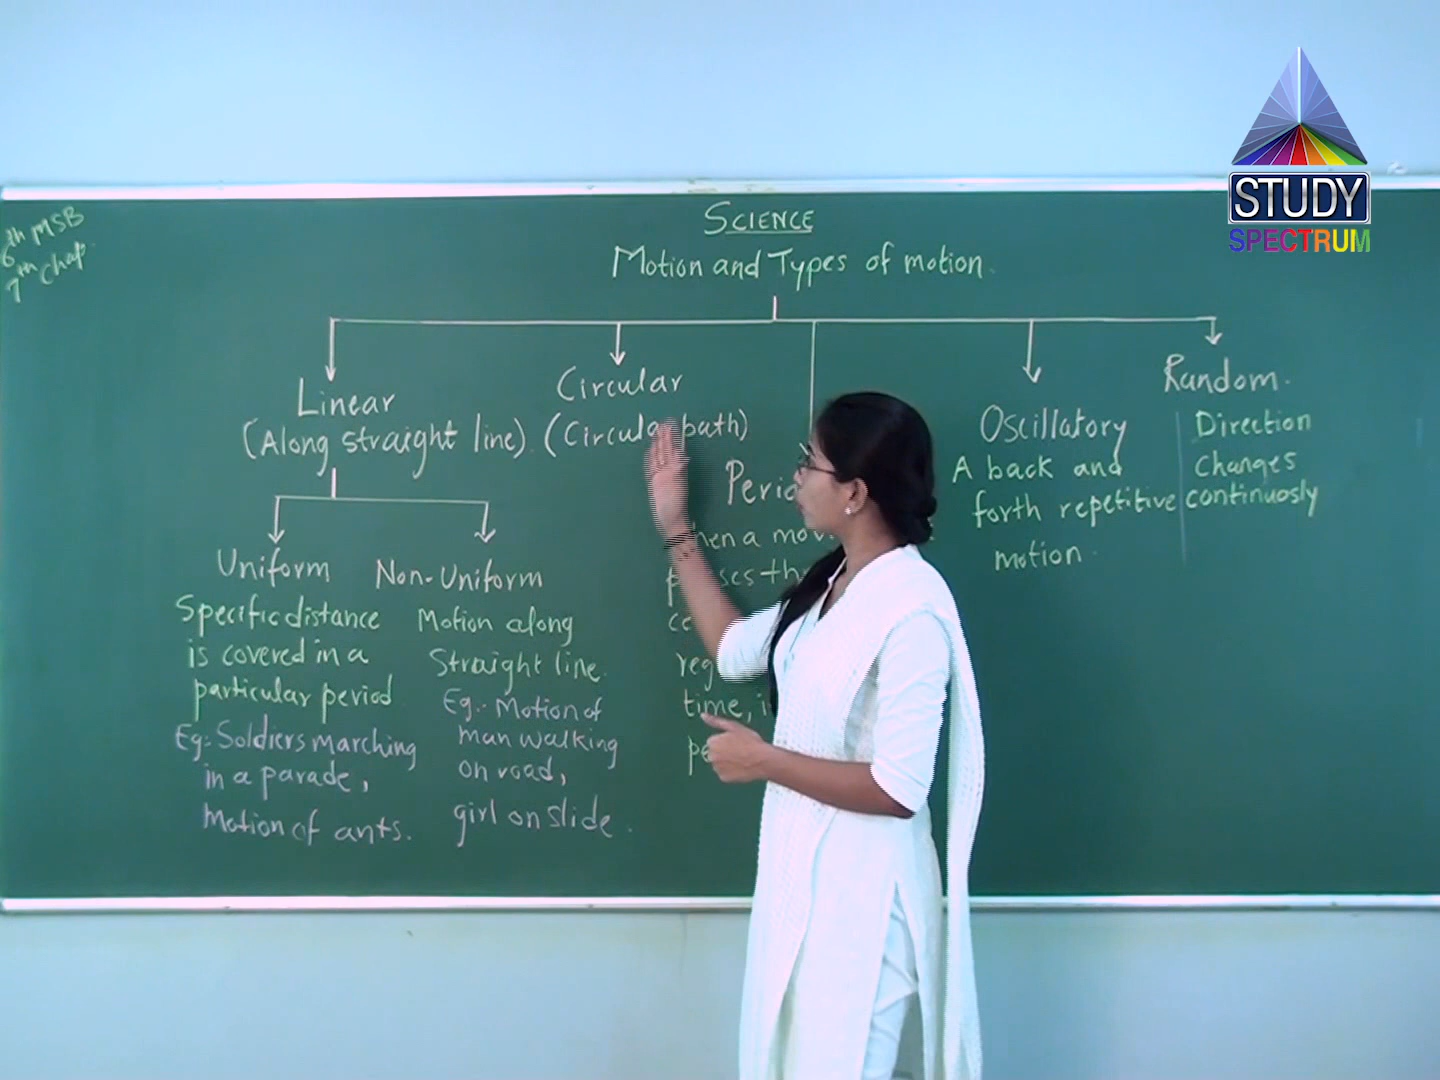 6th MSB
7th Chap.
STUDY
SPECTRUM
SCIENCE
Motion and Types of motion.
Linear
(Along straight line).
Circular
(Circular path)
Uniform
Specific distance
is covered in a
particular period
Eg:- Soldiers marching
in a parade,
Motion of ants.
Non-Uniform
Motion along
Straight line.
Eg:- Motion of
man walking
on road,
girl on slide.
a
time,
Oscillatory
A back and
forth repetitive
motion.
Random.
Direction
Changes
continuosly